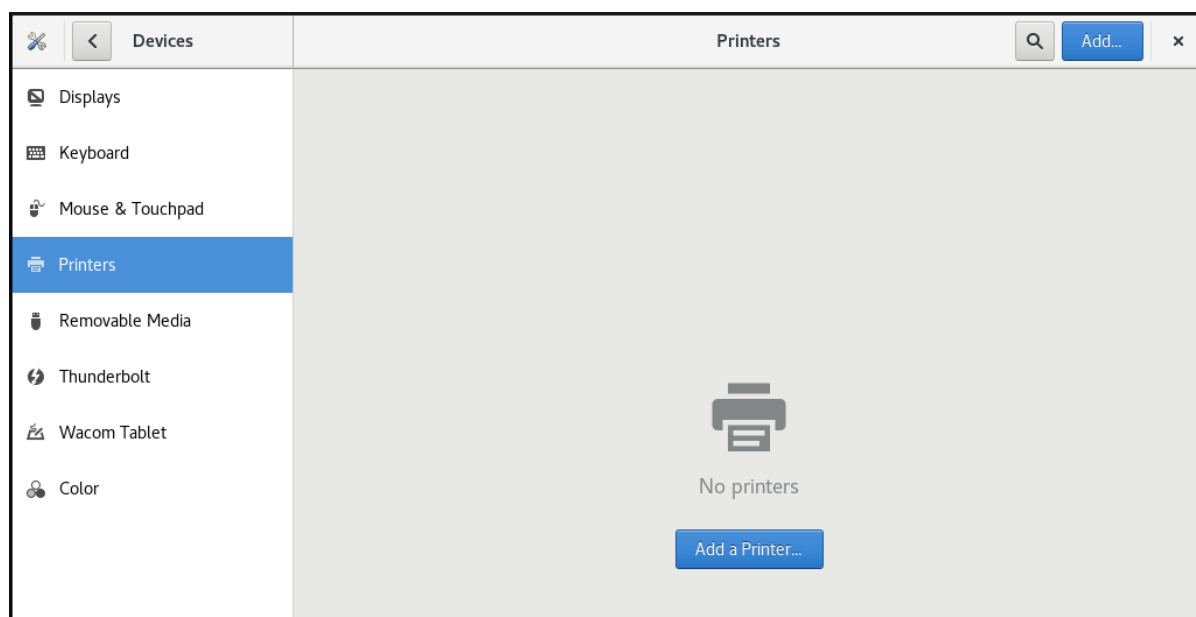 Devices
Printers
Add...
Displays
Keyboard
Mouse & Touchpad
Printers
Removable Media
Thunderbolt
Wacom Tablet
Color
No printers
Add a Printer...